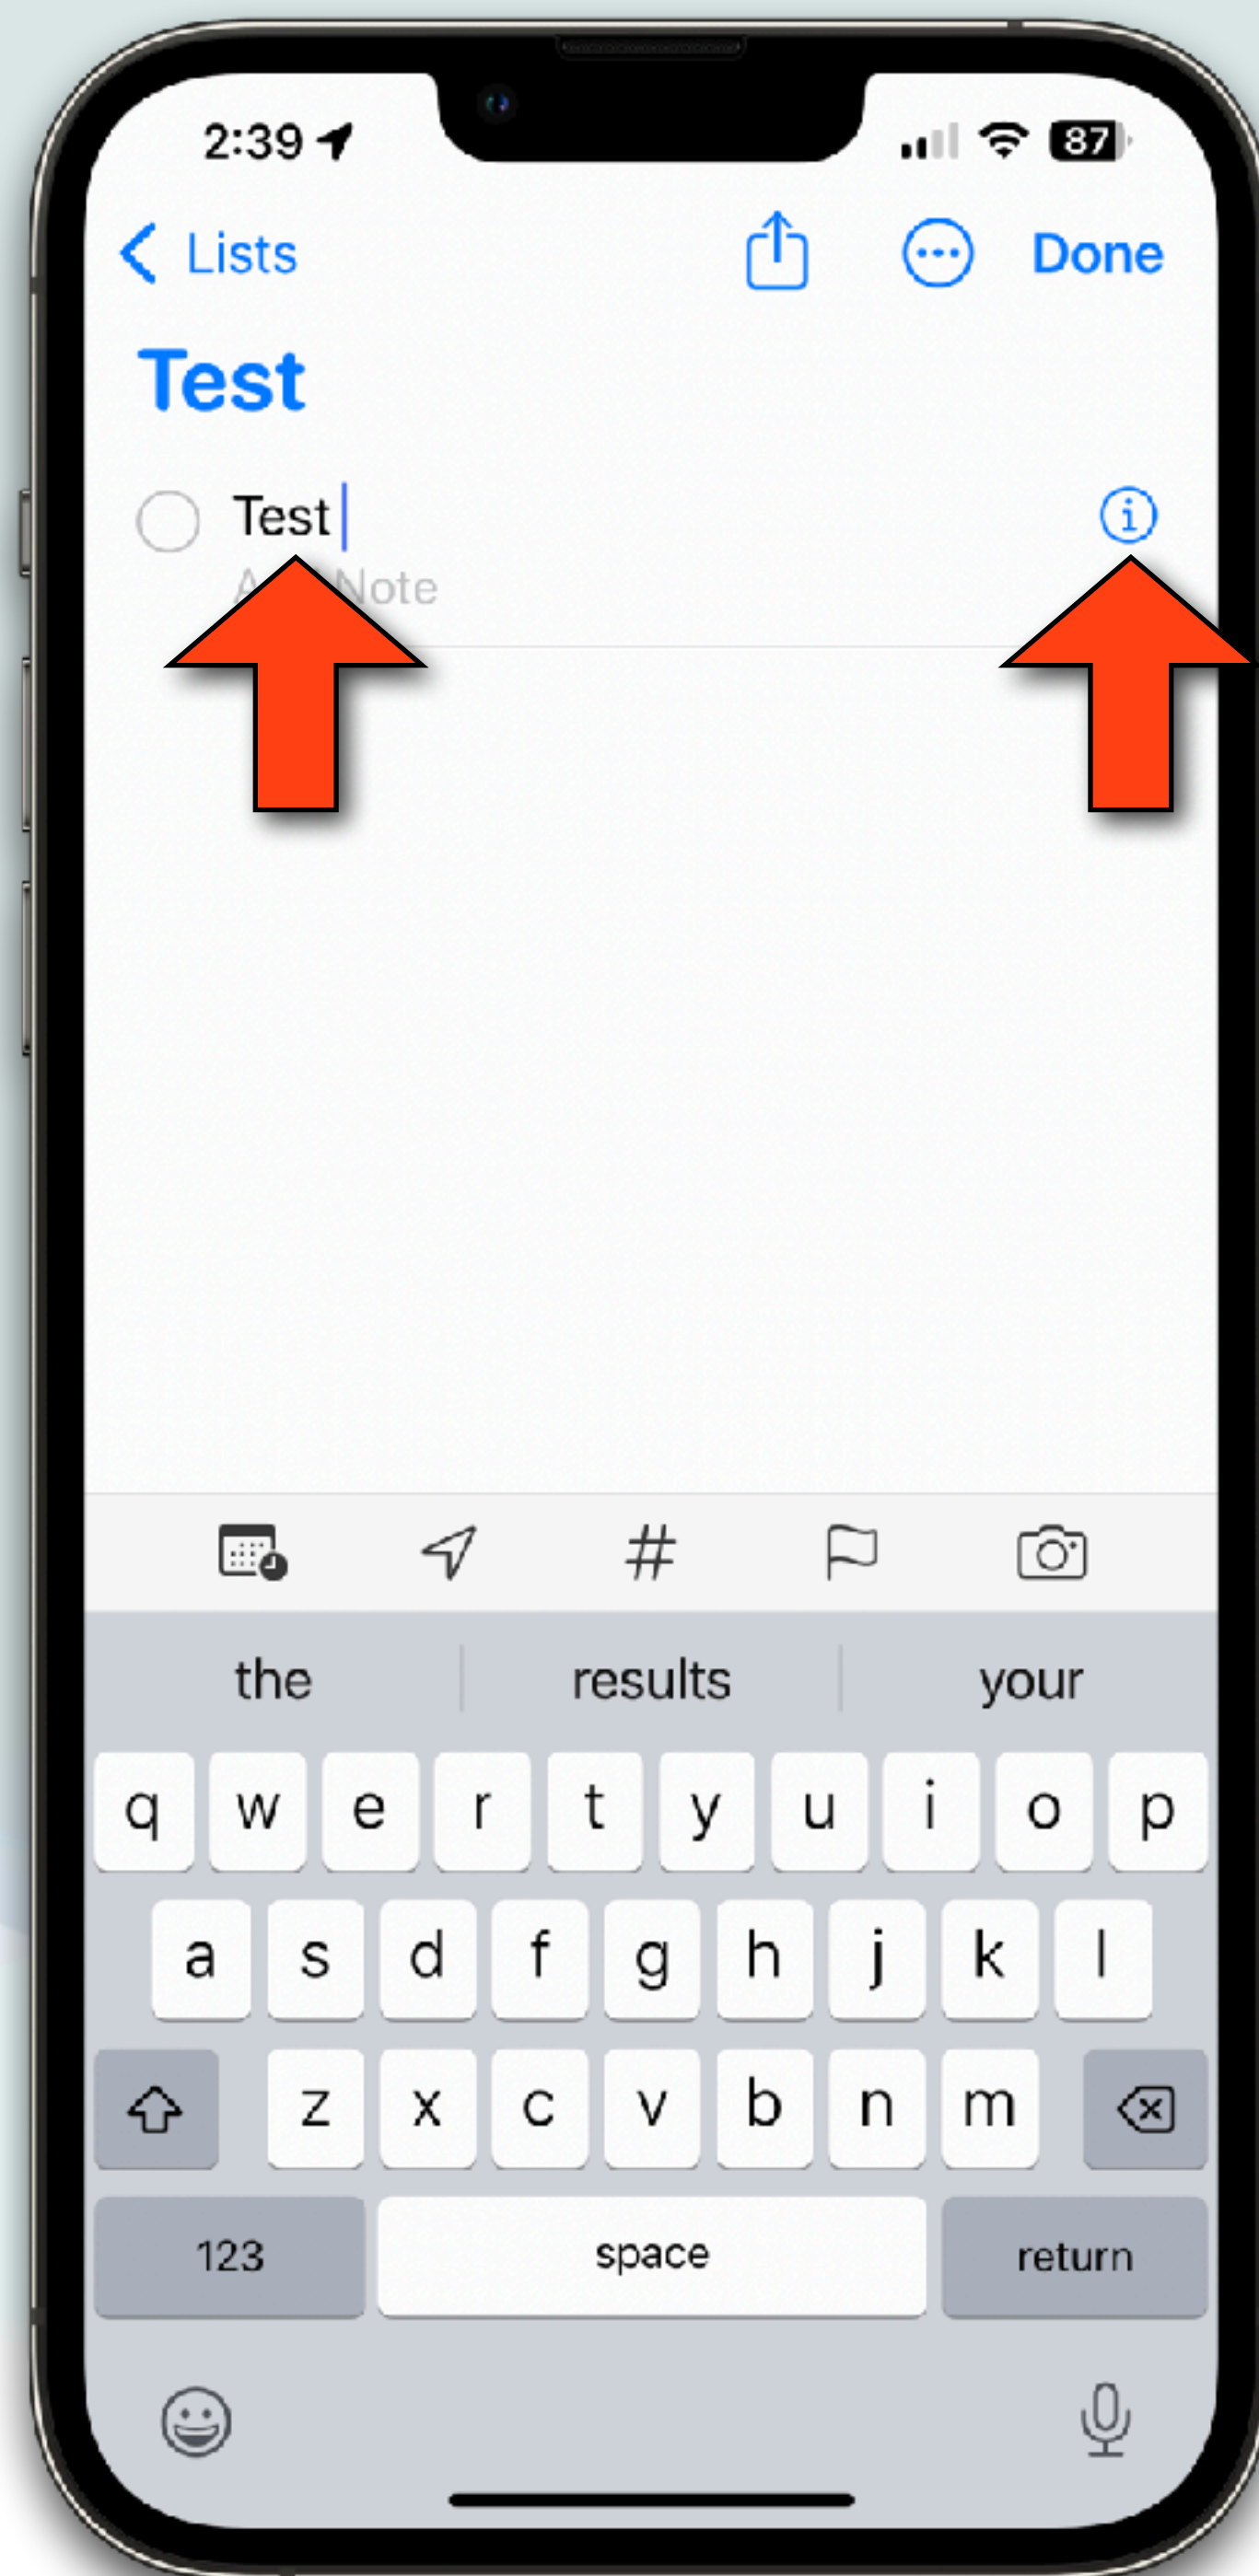 2:39 87
Lists Done
Test
Test
Note
# 
the results your
q w e r t y u i o p
a s d f g h j k l
z x c v b n m
123 space return